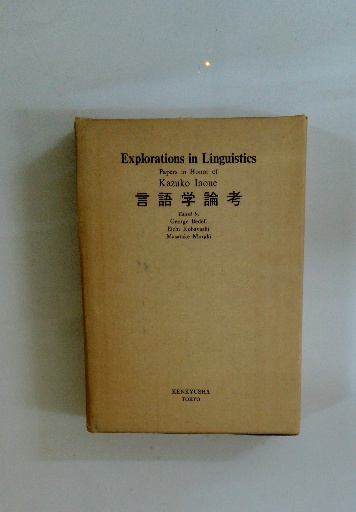 Explorations in Linguistics
Papers in Honor of
Kazuko Inoue
言語学論考
Edited by
George Bedell
Eichi Kobayashi
Masatake Muraki
KENKYUSHA
TOKYO